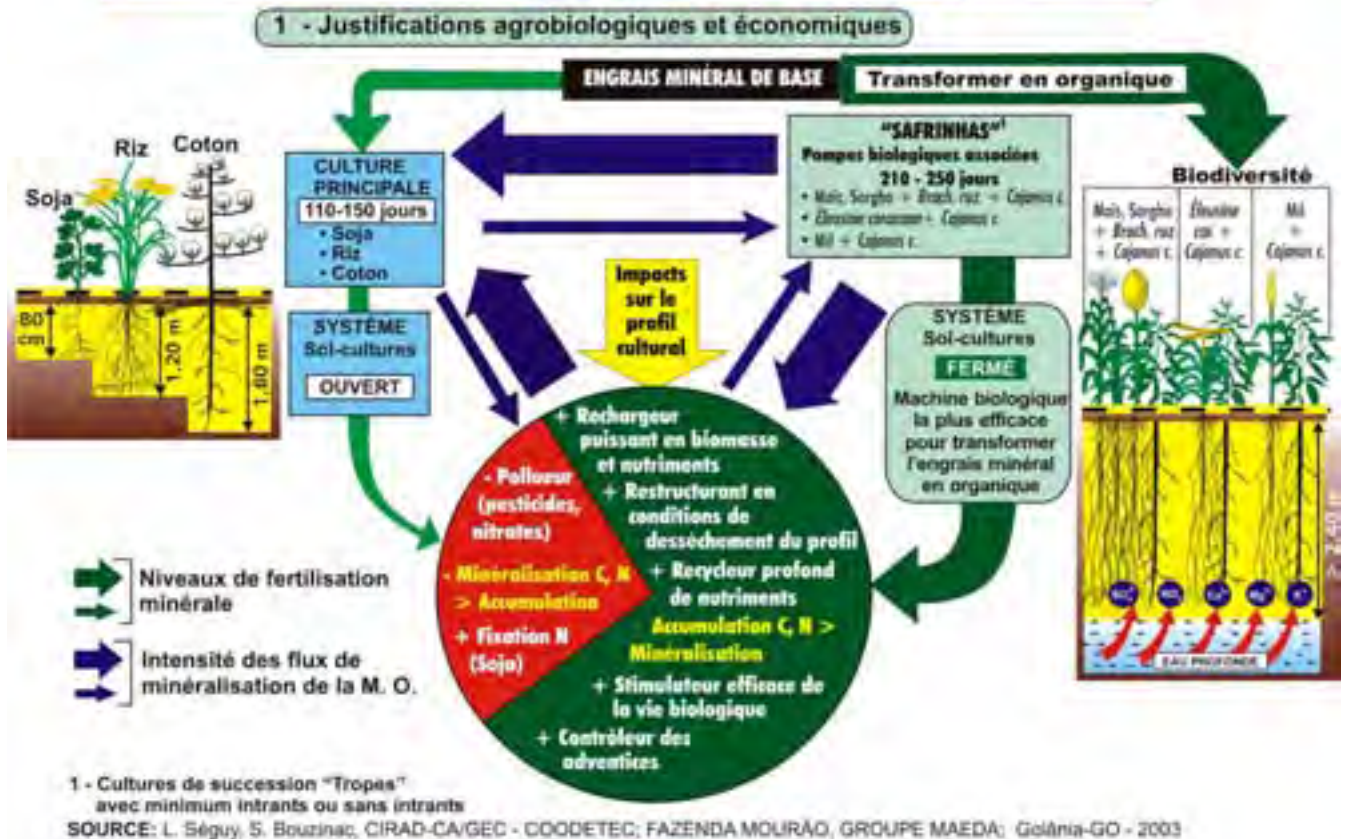 1 - Justifications agrobiologiques et économiques
ENGRAIS MINÉRAL DE BASE
Transformer en organique
Soja
Riz
Coton
80 cm
1,20 m
1,60 m
CULTURE
PRINCIPALE
110-150 jours
• Soja
• Riz
• Coton
SYSTÈME
Sol-cultures
OUVERT
"SAFRINHAS"1
Pompes biologiques associées
210 - 250 jours
• Maïs, Sorgho + Brach. ruz. + Cajanus c.
• Éleusine coracana + Cajanus c.
• Mil + Cajanus c.
Impacts
sur le
profil
cultural
SYSTÈME
Sol-cultures
FERMÉ
Machine biologique
la plus efficace
pour transformer
l'engrais minéral
en organique
Biodiversité
Maïs, Sorgho
+ Brach. ruz
+ Cajanus c.
Éleusine
cor. +
Cajanus c.
Mil
+
Cajanus c.
EAU PROFONDE
- Pollueur
(pesticides,
nitrates)
- Minéralisation C, N
> Accumulation
+ Fixation N
(Soja)
+ Rechargeur
puissant en biomasse
et nutriments
+ Restructurant en
conditions de
dessèchement du profil
+ Recycleur profond
de nutriments
Accumulation C, N >
Minéralisation
+ Stimulateur efficace de
la vie biologique
+ Contrôleur des
adventices
Niveaux de fertilisation
minérale
Intensité des flux de
minéralisation de la M. O.
1 - Cultures de succession "Tropes"
avec minimum intrants ou sans intrants
SOURCE: L. Séguy, S. Bouzinac, CIRAD-CA/GEC - COODETEC; FAZENDA MOURÃO, GROUPE MAEDA; Goiânia-GO - 2003